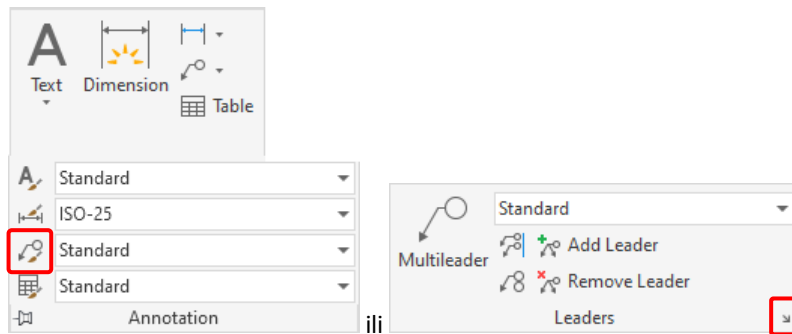 Text
Dimension
Table
Standard
ISO-25
Standard
Standard
Annotation
ili
Multileader
Standard
Add Leader
Remove Leader
Leaders